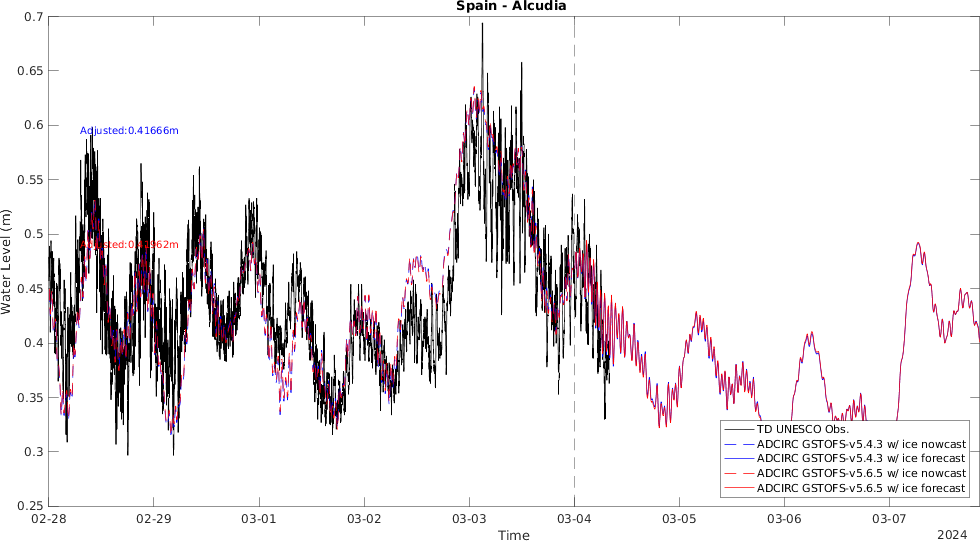 Spain - Alcudia
0.7
0.65
0.6
0.55
0.5
0.45
0.4
0.35
0.3
0.25
Water Level (m)
Adjusted:0.41666m
TD UNESCO Obs.
ADCIRC GSTOFS-v5.4.3 w/ ice nowcast
ADCIRC GSTOFS-v5.4.3 w/ ice forecast
ADCIRC GSTOFS-v5.6.5 w/ ice nowcast
ADCIRC GSTOFS-v5.6.5 w/ ice forecast
02-28
02-29
03-01
03-02
03-03
03-04
03-05
03-06
03-07
Time
2024